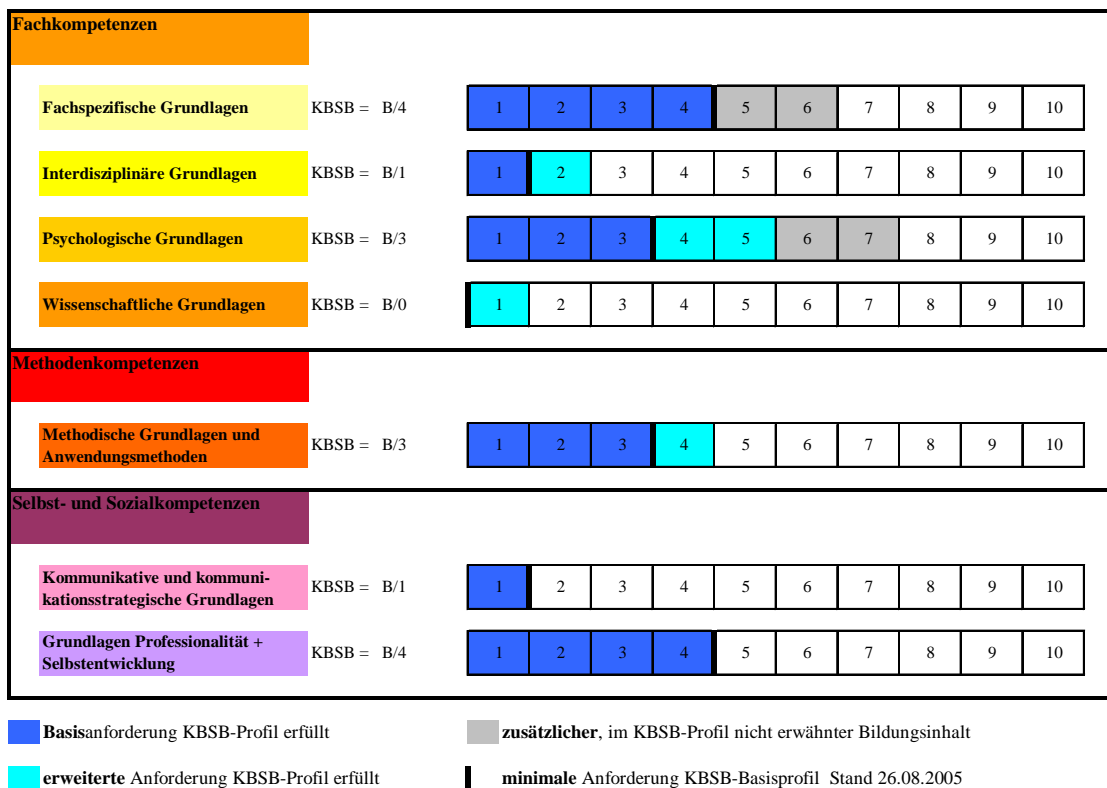 Fachkompetenzen
Fachspezifische Grundlagen KBSB = B/4 1 2 3 4 5 6 7 8 9 10
Interdisziplinäre Grundlagen KBSB = B/1 1 2 3 4 5 6 7 8 9 10
Psychologische Grundlagen KBSB = B/3 1 2 3 4 5 6 7 8 9 10
Wissenschaftliche Grundlagen KBSB = B/0 1 2 3 4 5 6 7 8 9 10
Methodenkompetenzen
Methodische Grundlagen und
Anwendungsmethoden KBSB = B/3 1 2 3 4 5 6 7 8 9 10
Selbst- und Sozialkompetenzen
Kommunikative und kommuni-
kationsstrategische Grundlagen KBSB = B/1 1 2 3 4 5 6 7 8 9 10
Grundlagen Professionalität +
Selbstentwicklung KBSB = B/4 1 2 3 4 5 6 7 8 9 10
Basisanforderung KBSB-Profil erfüllt zusätzlicher, im KBSB-Profil nicht erwähnter Bildungsinhalt
erweiterte Anforderung KBSB-Profil erfüllt minimale Anforderung KBSB-Basisprofil Stand 26.08.2005